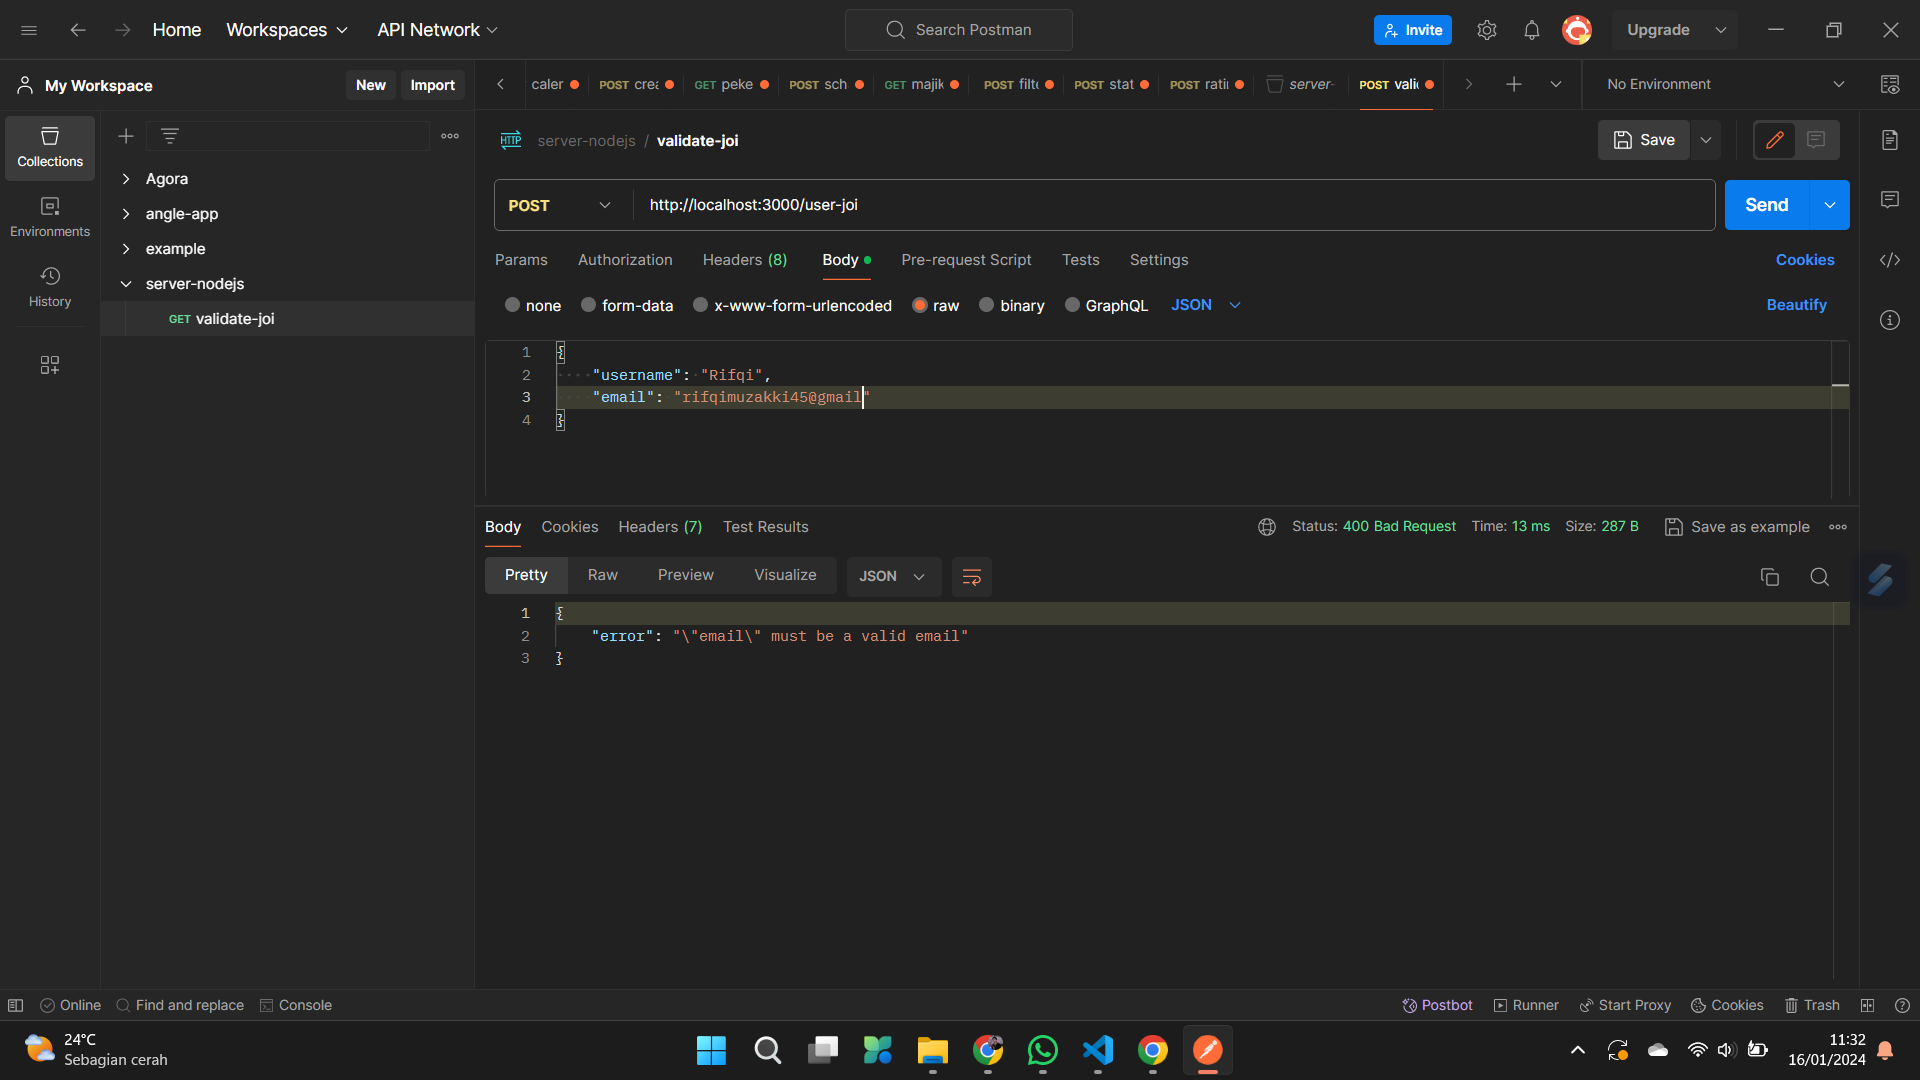 Home Workspaces API Network Search Postman Invite Upgrade
My Workspace New Import caler POST crea GET peke POST sch GET majik POST filt POST stat POST rati server- POST vali No Environment
server-nodejs / validate-joi Save
Collections
Environments
History
Agora
angle-app
example
server-nodejs
GET validate-joi
HTTP
POST http://localhost:3000/user-joi Send
Params Authorization Headers (8) Body Pre-request Script Tests Settings Cookies
none form-data x-www-form-urlencoded raw binary GraphQL JSON Beautify
1 {
2 "username": "Rifqi",
3 "email": "rifqimuzakki45@gmail"
4 }
Body Cookies Headers (7) Test Results Status: 400 Bad Request Time: 13 ms Size: 287 B Save as example
Pretty Raw Preview Visualize JSON
1 {
2 "error": "\"email\" must be a valid email"
3 }
Online Find and replace Console Postbot Runner Start Proxy Cookies Trash
24°C
Sebagian cerah
11:32
16/01/2024